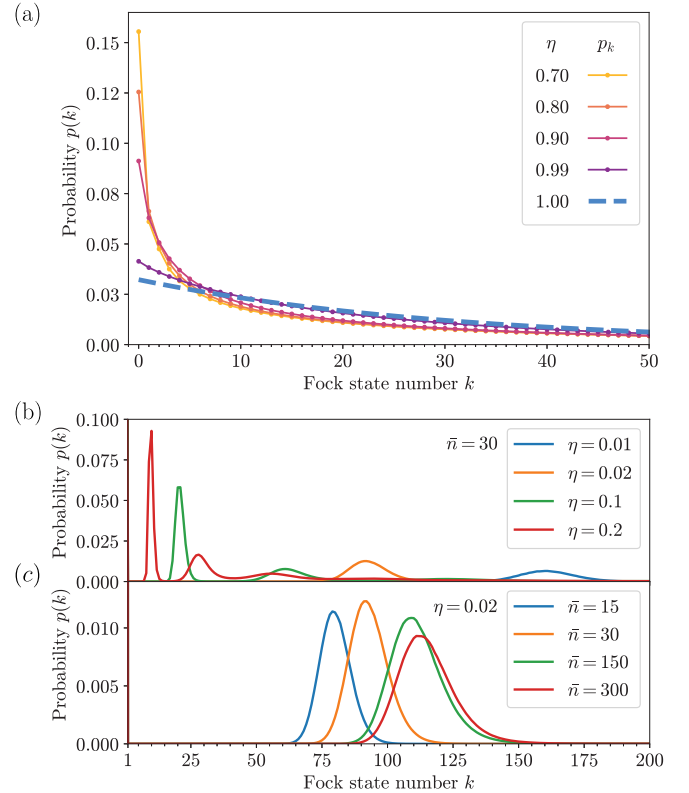 (a)
Probability p(k)
0.15
0.12
0.10
0.08
0.05
0.03
0.00
η p_k
0.70
0.80
0.90
0.99
1.00
0 10 20 30 40 50
Fock state number k
(b)
Probability p(k)
0.100
0.075
0.050
0.025
0.000
n̄ = 30
η = 0.01
η = 0.02
η = 0.1
η = 0.2
(c)
Probability p(k)
0.010
0.005
0.000
η = 0.02
n̄ = 15
n̄ = 30
n̄ = 150
n̄ = 300
1 25 50 75 100 125 150 175 200
Fock state number k